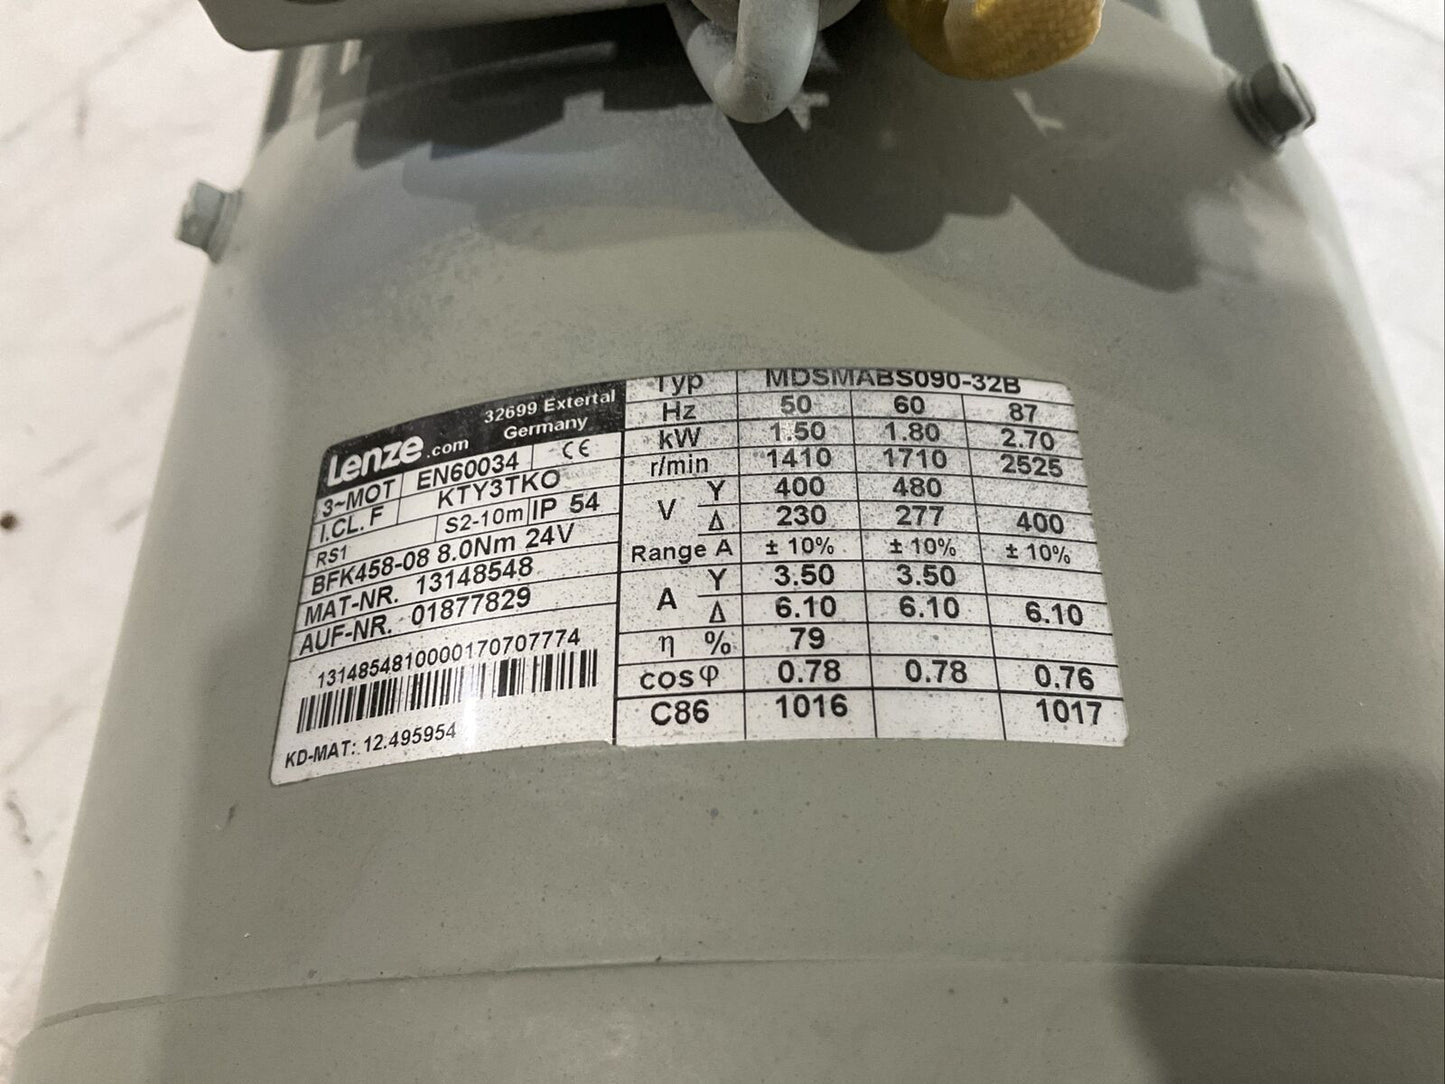 Lenze.com 32699 Extertal
Germany
3~MOT EN60034 CE
I.CL.F KTY3TKO
RS1 S2-10m IP 54
BFK458-08 8.0Nm 24V
MAT-NR. 13148548
AUF-NR. 01877829
1314854810000170707774
KD-MAT: 12.495954
Typ MDSMABS090-32B
Hz 50 60 87
kW 1.50 1.80 2.70
r/min 1410 1710 2525
V Y 400 480
Δ 230 277 400
Range A ± 10% ± 10% ± 10%
A Y 3.50 3.50
Δ 6.10 6.10 6.10
η % 79
cosφ 0.78 0.78 0.76
C86 1016 1017